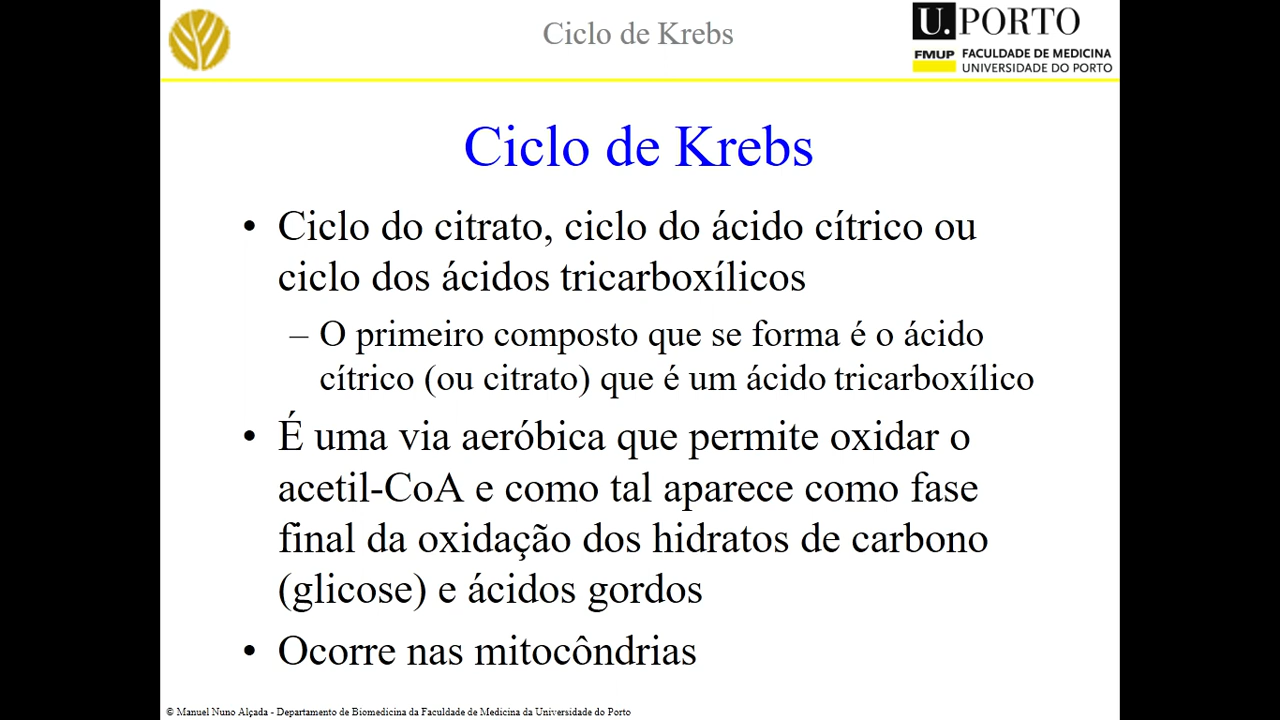 Ciclo de Krebs
U.PORTO
FMUP FACULDADE DE MEDICINA
UNIVERSIDADE DO PORTO
Ciclo de Krebs
• Ciclo do citrato, ciclo do ácido cítrico ou
ciclo dos ácidos tricarboxílicos
– O primeiro composto que se forma é o ácido
cítrico (ou citrato) que é um ácido tricarboxílico
• É uma via aeróbica que permite oxidar o
acetil-CoA e como tal aparece como fase
final da oxidação dos hidratos de carbono
(glicose) e ácidos gordos
• Ocorre nas mitocôndrias
© Manuel Nuno Alçada - Departamento de Biomedicina da Faculdade de Medicina da Universidade do Porto